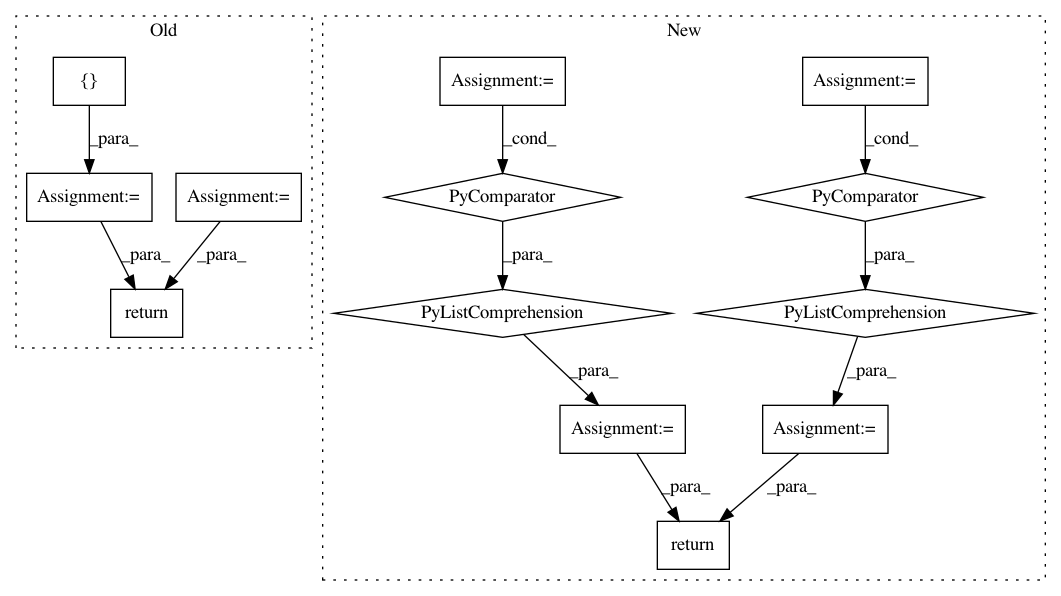 Old
New
{}
Assignment:=
Assignment:=
_para_
_cond_
_cond_
Assignment:=
Assignment:=
PyComparator
PyComparator
_para_
_para_
_para_
_para_
return
PyListComprehension
PyListComprehension
_para_
_para_
Assignment:=
Assignment:=
_para_
_para_
return